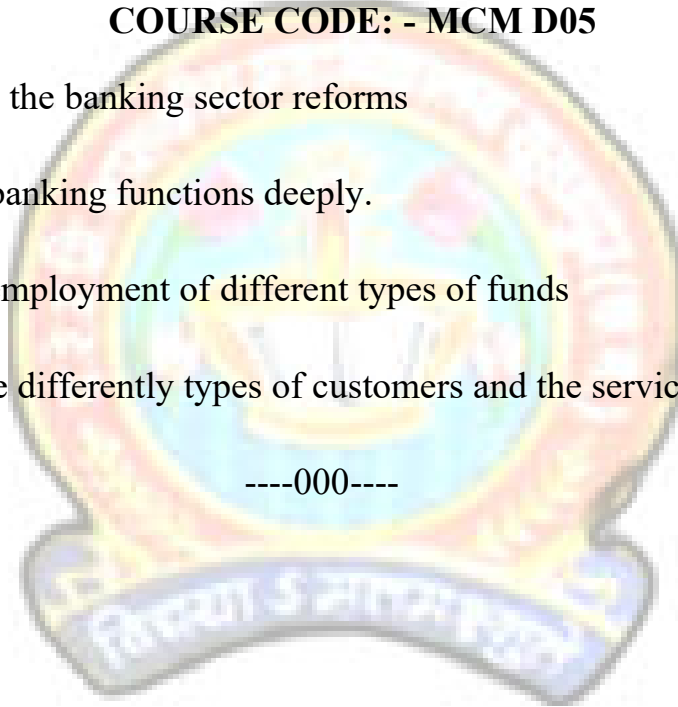 COURSE CODE: - MCM D05
the banking sector reforms
banking functions deeply.
mployment of different types of funds
e differently types of customers and the servic
----000----